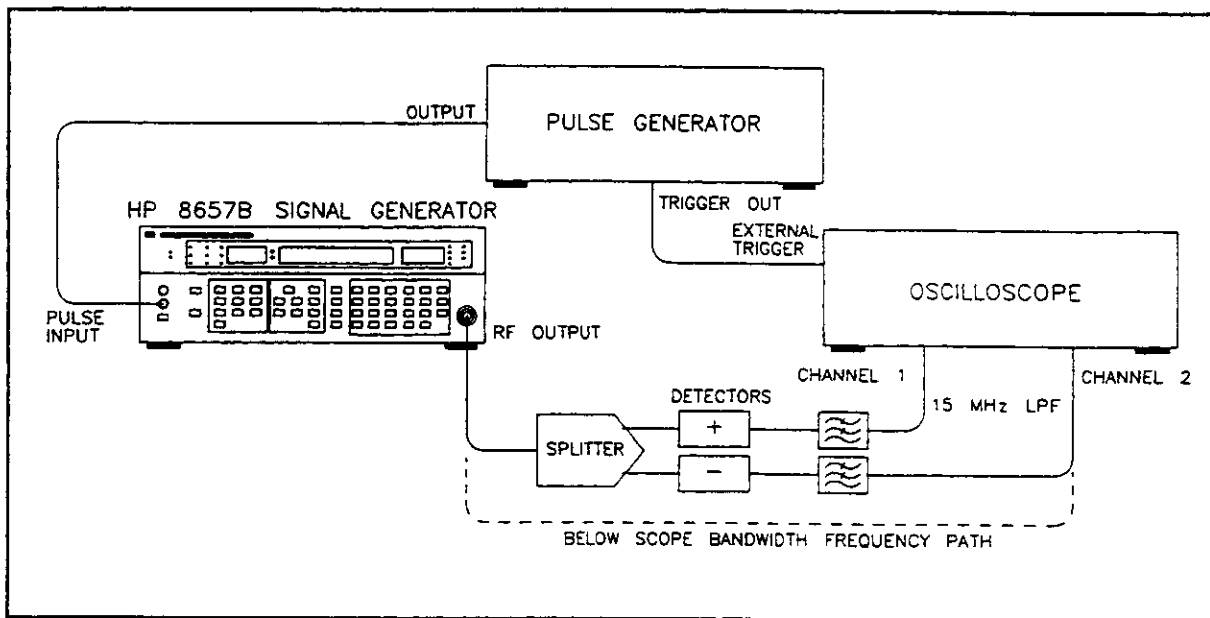 OUTPUT
PULSE GENERATOR
TRIGGER OUT
HP 8657B SIGNAL GENERATOR
EXTERNAL
TRIGGER
OSCILLOSCOPE
PULSE
INPUT
RF OUTPUT
CHANNEL 1
CHANNEL 2
DETECTORS
15 MHz LPF
+
SPLITTER
−
BELOW SCOPE BANDWIDTH FREQUENCY PATH